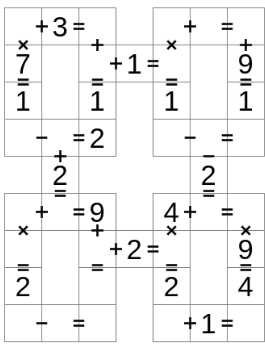 + 3 = + =
× + × +
7 + 1 = 9
= = = =
1 1 1 1
− = 2 − =
+ −
2 2
= =
+ = 9 4 + =
× + × ×
+ 2 = 9
= = = =
2 2 4
− = + 1 =